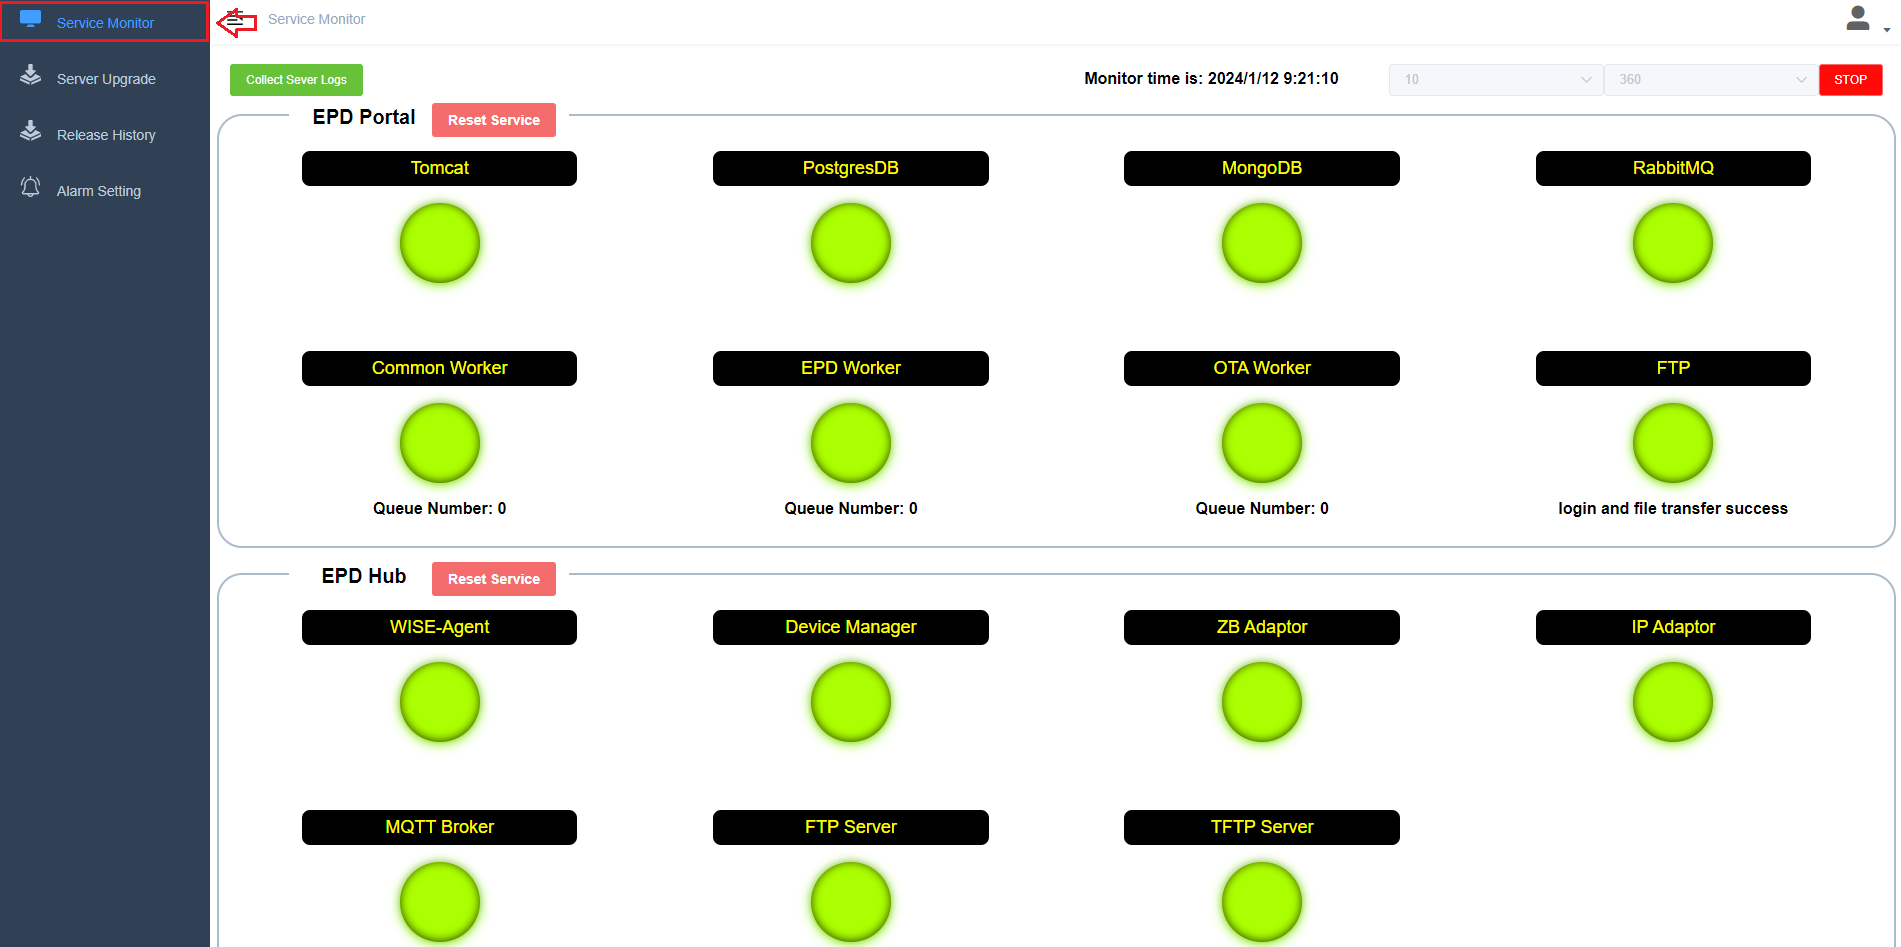 Service Monitor
Server Upgrade
Release History
Alarm Setting
Service Monitor
Collect Sever Logs
Monitor time is: 2024/1/12 9:21:10
10
360
STOP
EPD Portal
Reset Service
Tomcat
PostgresDB
MongoDB
RabbitMQ
Common Worker
EPD Worker
OTA Worker
FTP
Queue Number: 0
Queue Number: 0
Queue Number: 0
login and file transfer success
EPD Hub
Reset Service
WISE-Agent
Device Manager
ZB Adaptor
IP Adaptor
MQTT Broker
FTP Server
TFTP Server